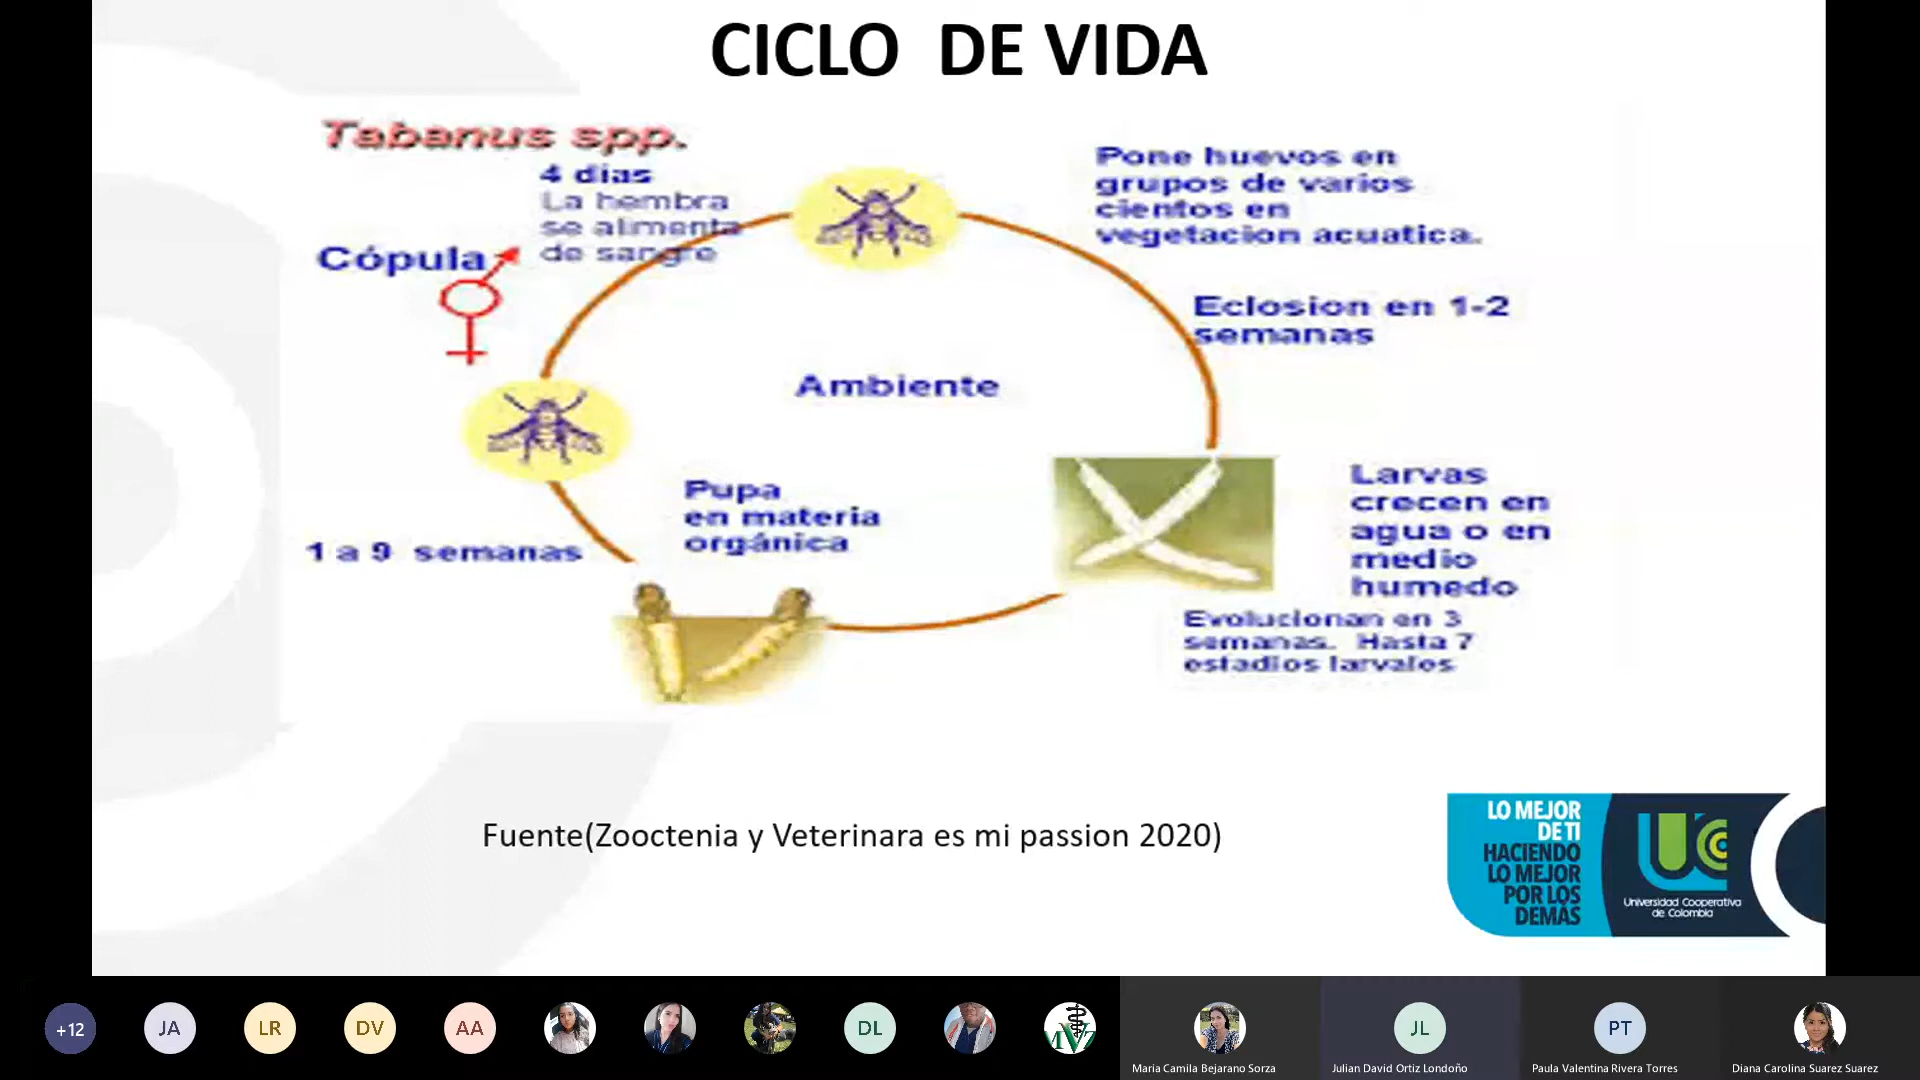 CICLO  DE VIDA
Tabanus spp.
4 dias
La hembra
se alimenta
de sangre
Cópula
Pone huevos en
grupos de varios
cientos en
vegetacion acuatica.
Eclosion en 1-2
semanas
Ambiente
Larvas
crecen en
agua o en
medio
humedo
Evolucionan en 3
semanas.  Hasta 7
estadios larvales
Pupa
en materia
orgánica
1 a 9  semanas
Fuente(Zooctenia y Veterinara es mi passion 2020)
LO MEJOR
DE TI
HACIENDO
LO MEJOR
POR LOS
DEMÁS
UCC
Universidad Cooperativa
de Colombia
+12
JA
LR
DV
AA
DL
MVZ
JL
PT
Maria Camila Bejarano Sorza
Julian David Ortiz Londoño
Paula Valentina Rivera Torres
Diana Carolina Suarez Suarez